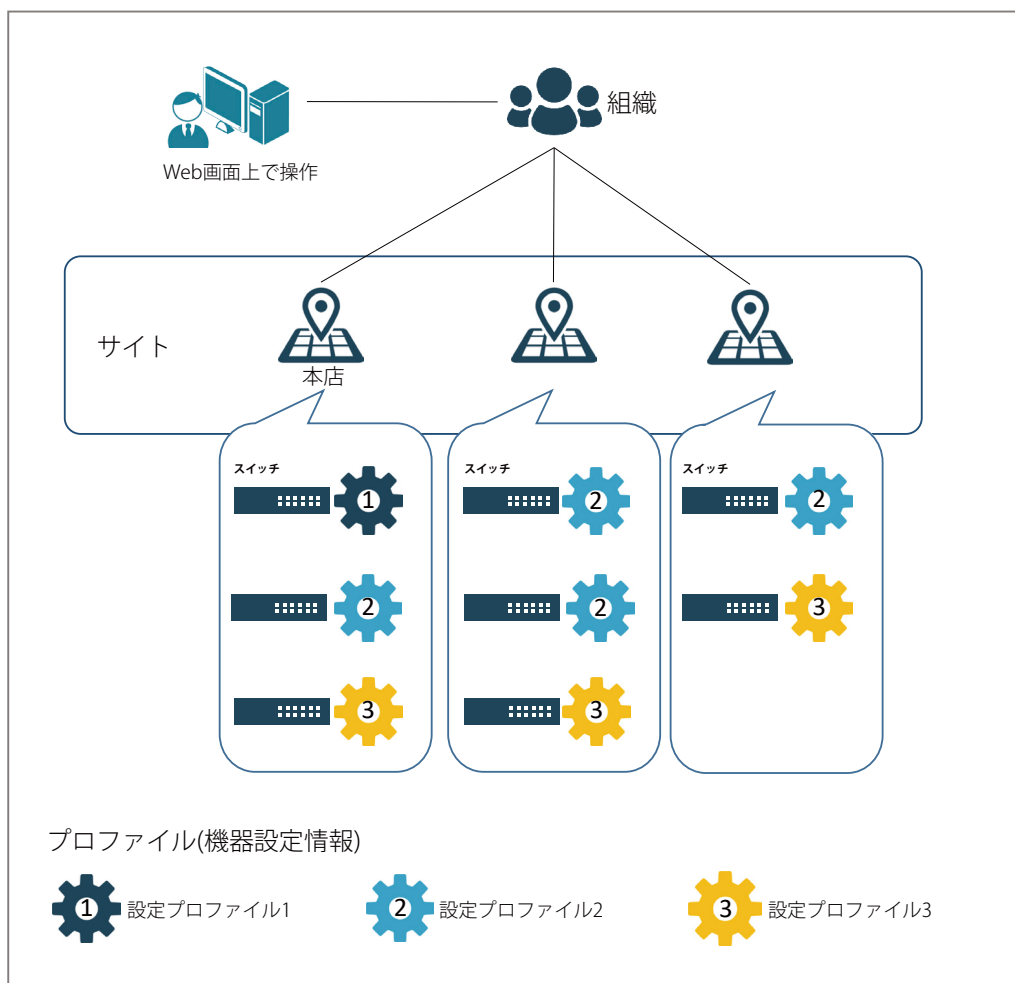 組織
Web画面上で操作
サイト
本店
スイッチ
スイッチ
スイッチ
1
2
2
2
2
3
3
3
プロファイル(機器設定情報)
1 設定プロファイル1
2 設定プロファイル2
3 設定プロファイル3